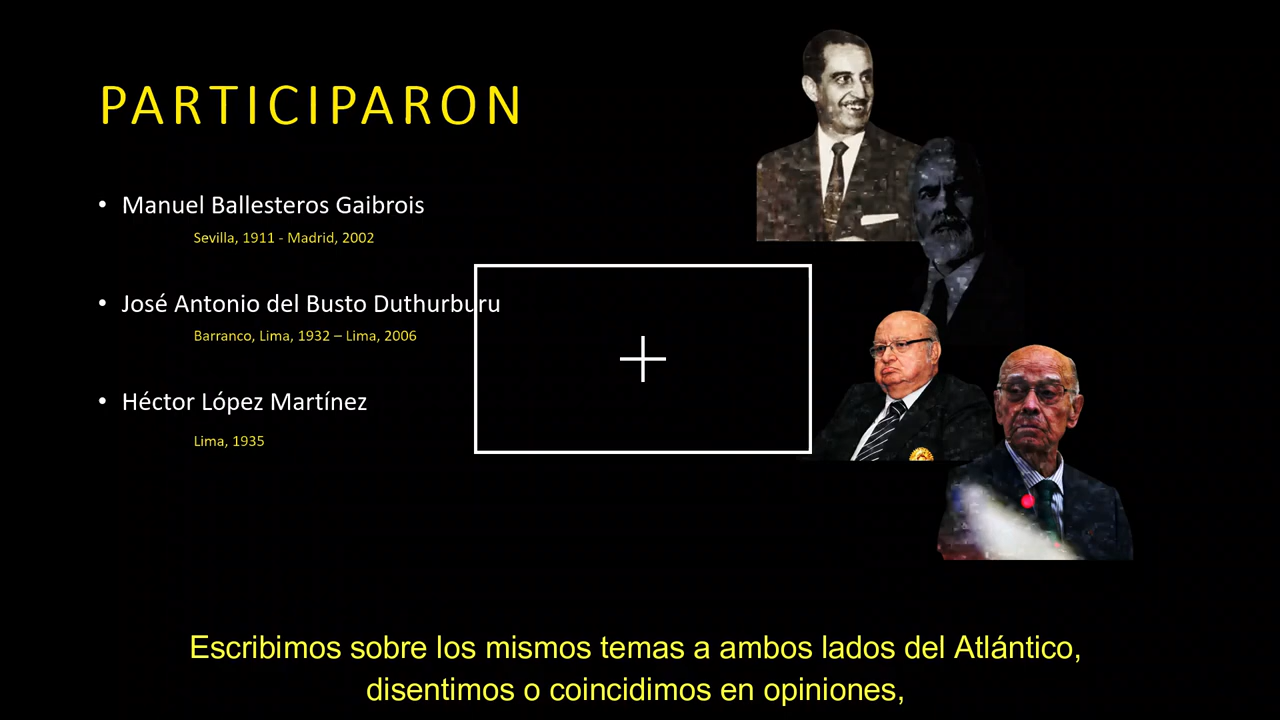 PARTICIPARON
• Manuel Ballesteros Gaibrois
Sevilla, 1911 - Madrid, 2002
• José Antonio del Busto Duthurburu
Barranco, Lima, 1932 – Lima, 2006
• Héctor López Martínez
Lima, 1935
Escribimos sobre los mismos temas a ambos lados del Atlántico,
disentimos o coincidimos en opiniones,